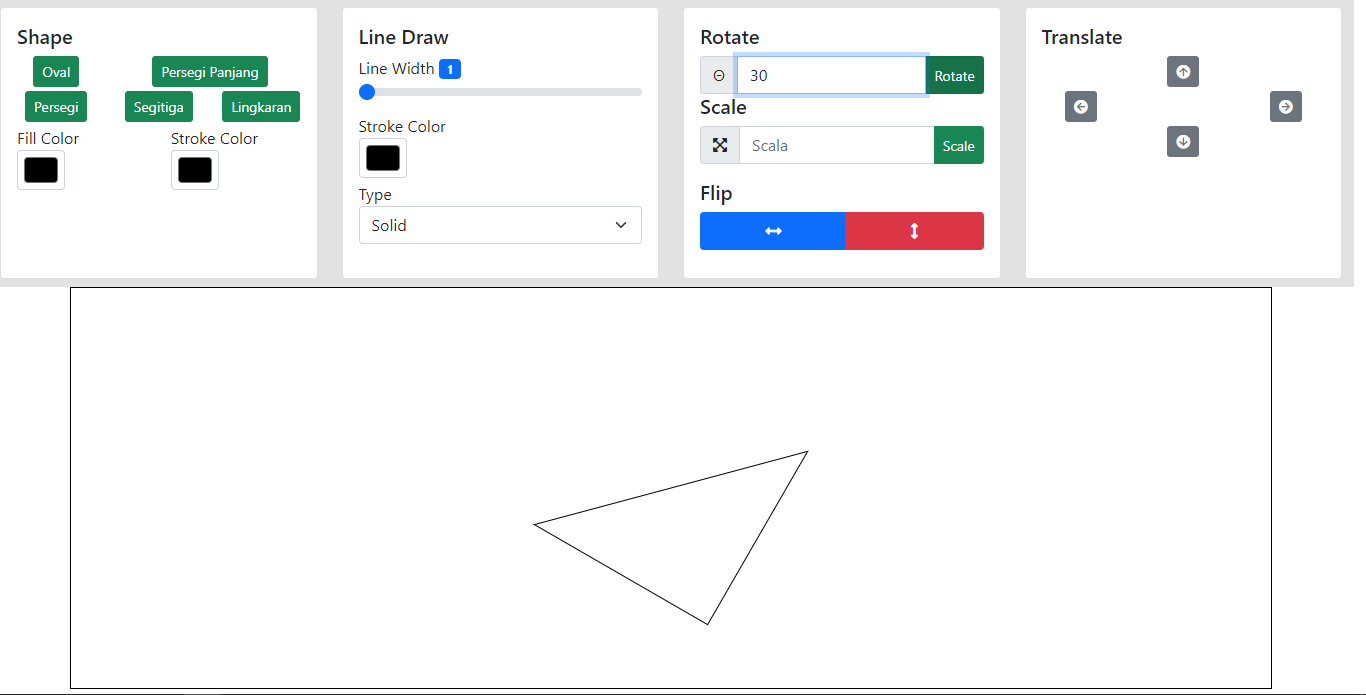 Shape
Oval
Persegi Panjang
Persegi
Segitiga
Lingkaran
Fill Color
Stroke Color
Line Draw
Line Width 1
Stroke Color
Type
Solid
Rotate
Θ 30 Rotate
Scale
Scala Scale
Flip
Translate